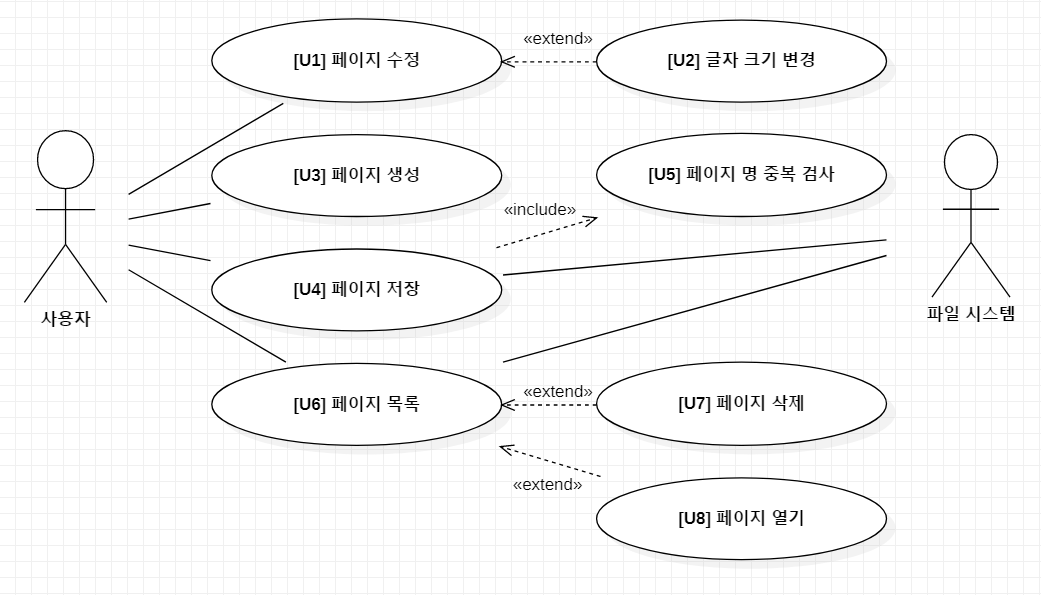 [U1] 페이지 수정
«extend»
[U2] 글자 크기 변경
[U3] 페이지 생성
[U5] 페이지 명 중복 검사
«include»
[U4] 페이지 저장
사용자
파일 시스템
[U6] 페이지 목록
«extend»
[U7] 페이지 삭제
«extend»
[U8] 페이지 열기